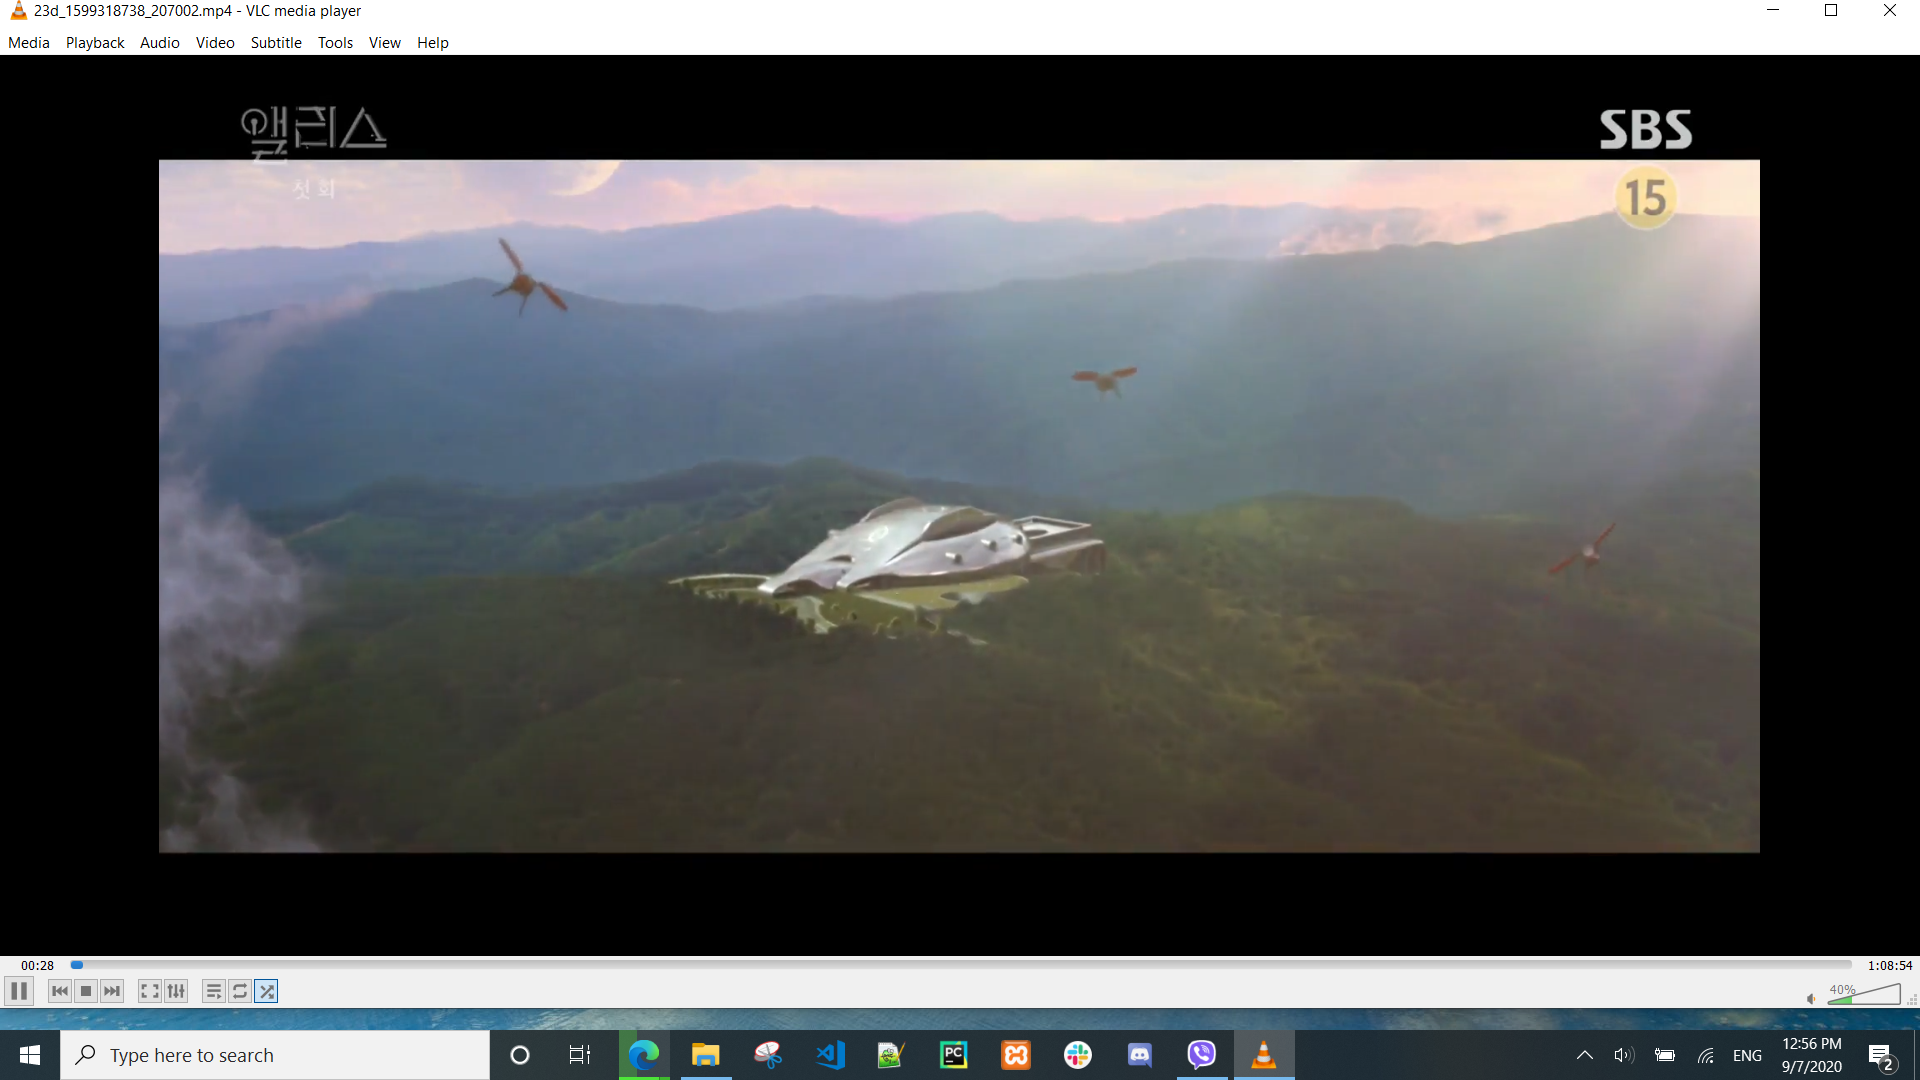 23d_1599318738_207002.mp4 - VLC media player
Media Playback Audio Video Subtitle Tools View Help
앨리스
첫회
SBS
15
00:28
1:08:54
40%
Type here to search
PC
ENG
12:56 PM
9/7/2020
2